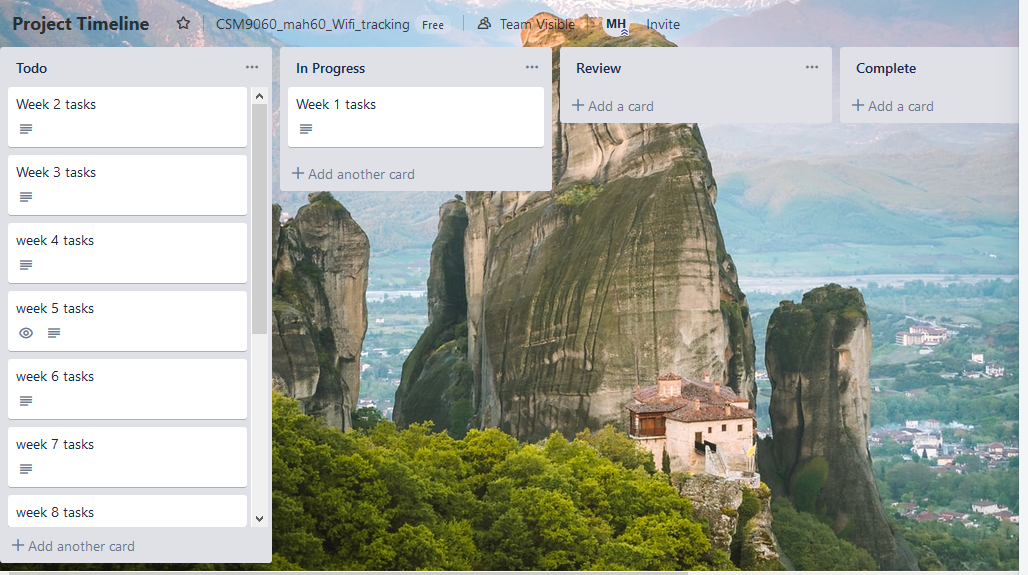 Project Timeline CSM9060_mah60_Wifi_tracking Free Team Visible MH Invite
Todo
Week 2 tasks
Week 3 tasks
week 4 tasks
week 5 tasks
week 6 tasks
week 7 tasks
week 8 tasks
+ Add another card
In Progress
Week 1 tasks
+ Add another card
Review
+ Add a card
Complete
+ Add a card